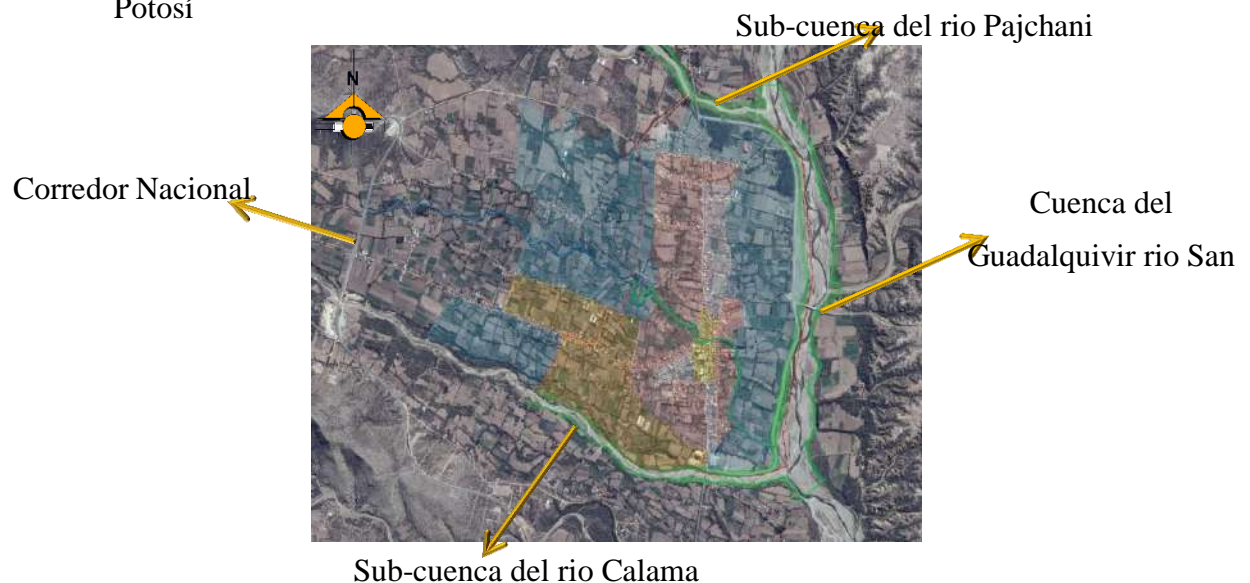 Potosí
Sub-cuenca del rio Pajchani
N
Corredor Nacional
Cuenca del
Guadalquivir rio San
Sub-cuenca del rio Calama